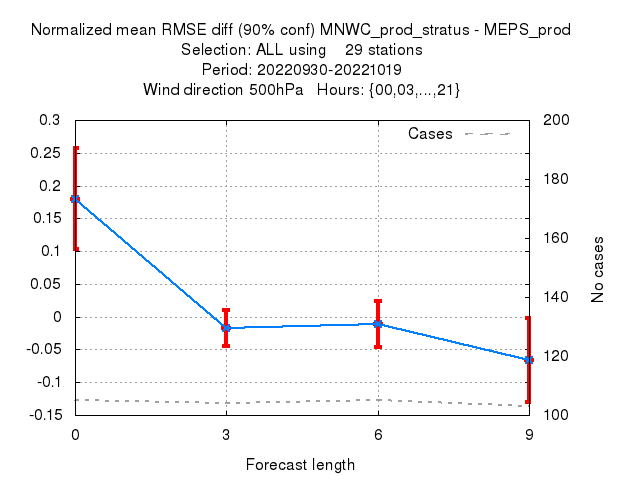 Normalized mean RMSE diff (90% conf) MNWC_prod_stratus - MEPS_prod
Selection: ALL using 29 stations
Period: 20220930-20221019
Wind direction 500hPa Hours: {00,03,...,21}
Cases
0.3
0.25
0.2
0.15
0.1
0.05
0
-0.05
-0.1
-0.15
200
180
160
140
120
100
No cases
0 3 6 9
Forecast length